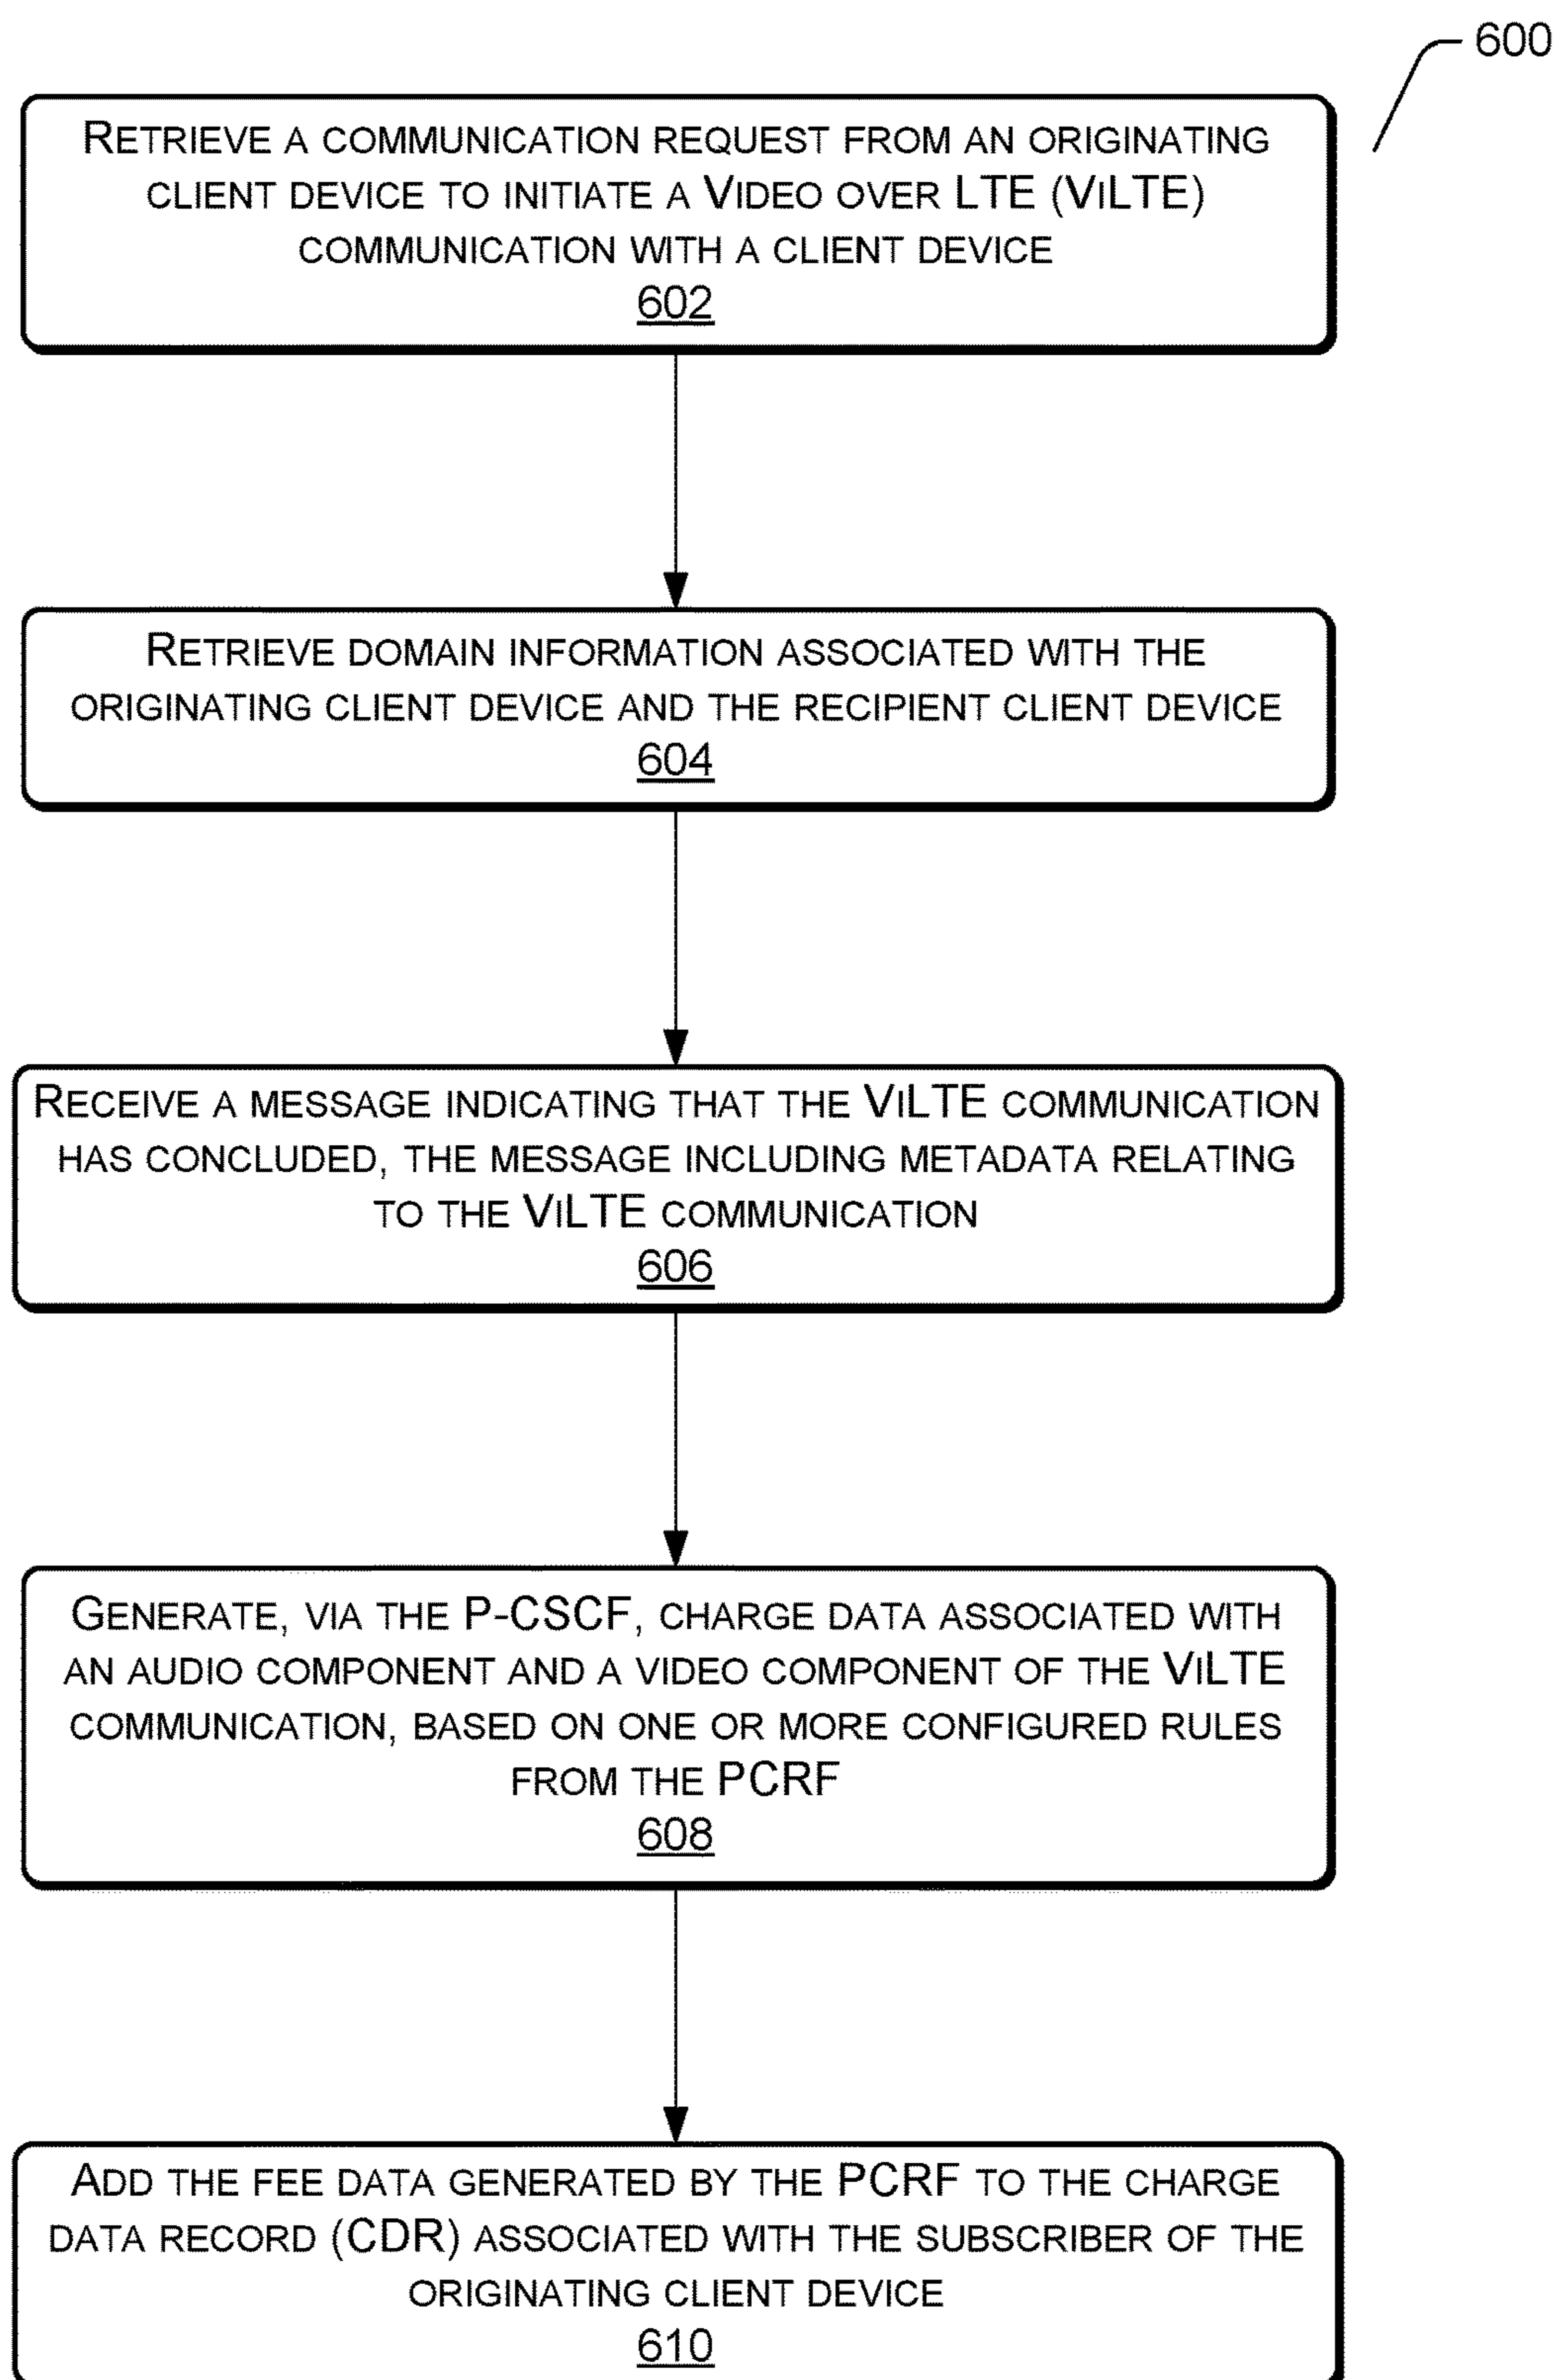 600
RETRIEVE A COMMUNICATION REQUEST FROM AN ORIGINATING
CLIENT DEVICE TO INITIATE A VIDEO OVER LTE (VILTE)
COMMUNICATION WITH A CLIENT DEVICE
602
RETRIEVE DOMAIN INFORMATION ASSOCIATED WITH THE
ORIGINATING CLIENT DEVICE AND THE RECIPIENT CLIENT DEVICE
604
RECEIVE A MESSAGE INDICATING THAT THE VILTE COMMUNICATION
HAS CONCLUDED, THE MESSAGE INCLUDING METADATA RELATING
TO THE VILTE COMMUNICATION
606
GENERATE, VIA THE P-CSCF, CHARGE DATA ASSOCIATED WITH
AN AUDIO COMPONENT AND A VIDEO COMPONENT OF THE VILTE
COMMUNICATION, BASED ON ONE OR MORE CONFIGURED RULES
FROM THE PCRF
608
ADD THE FEE DATA GENERATED BY THE PCRF TO THE CHARGE
DATA RECORD (CDR) ASSOCIATED WITH THE SUBSCRIBER OF THE
ORIGINATING CLIENT DEVICE
610